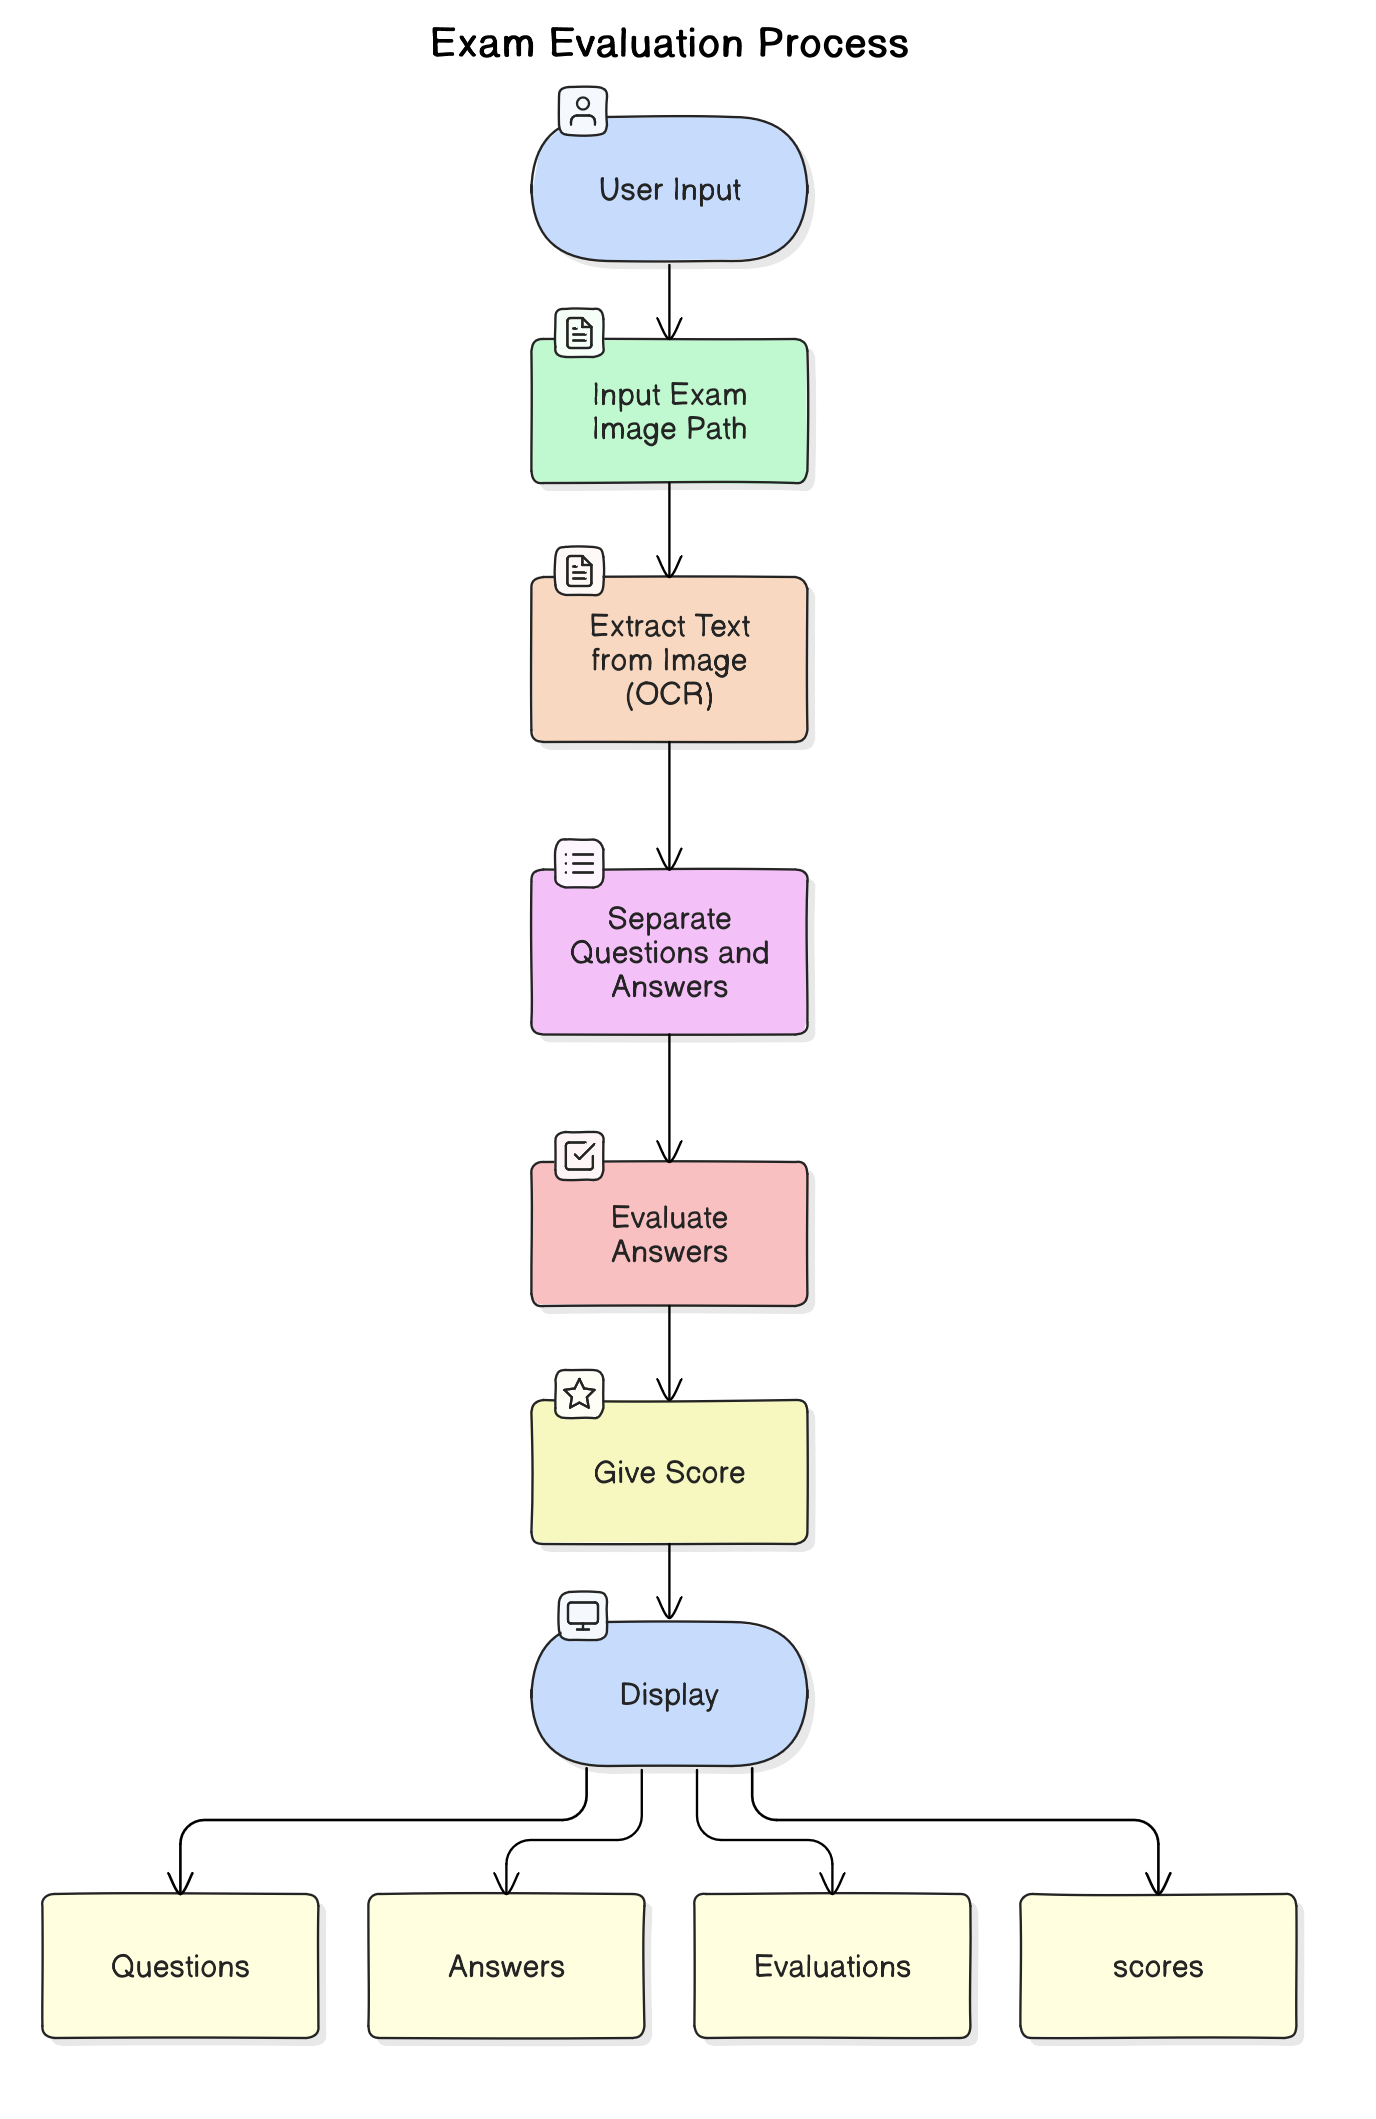 Exam Evaluation Process
User Input
Input Exam
Image Path
Extract Text
from Image
(OCR)
Separate
Questions and
Answers
Evaluate
Answers
Give Score
Display
Questions
Answers
Evaluations
scores